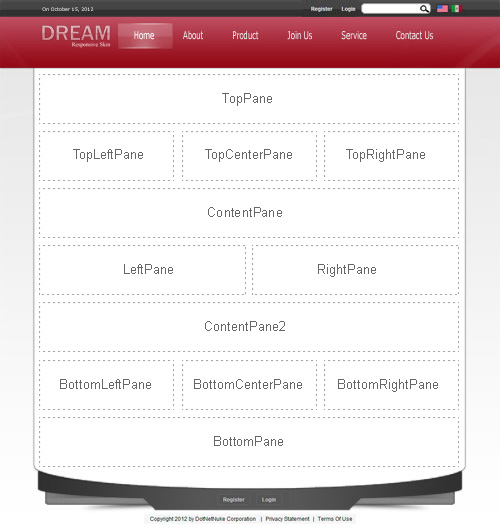 On October 15, 2012 Register Login
DREAM
Responsive Skin
Home About Product Join Us Service Contact Us
TopPane
TopLeftPane TopCenterPane TopRightPane
ContentPane
LeftPane RightPane
ContentPane2
BottomLeftPane BottomCenterPane BottomRightPane
BottomPane
Register Login
Copyright 2012 by DotNetNuke Corporation | Privacy Statement | Terms Of Use